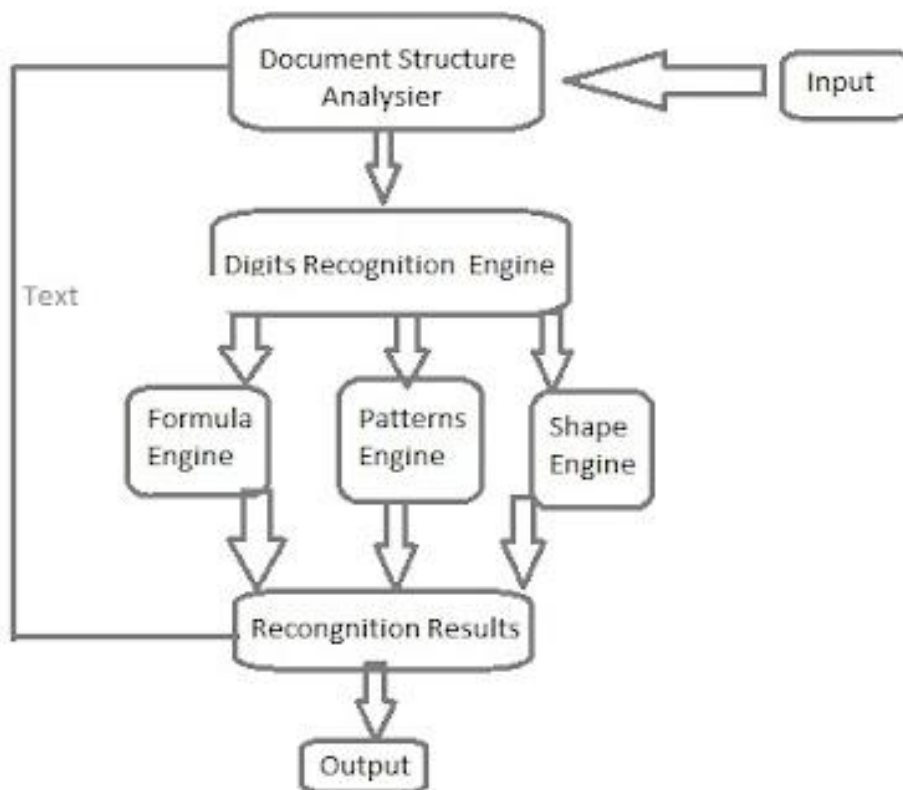 Document Structure
Analysier
Input
Digits Recognition Engine
Text
Formula
Engine
Patterns
Engine
Shape
Engine
Recongnition Results
Output